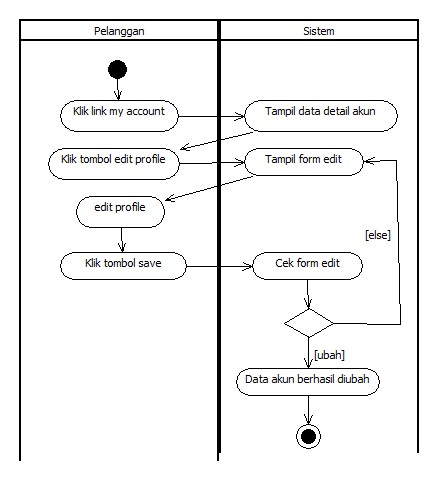 Pelanggan
Sistem
Klik link my account
Tampil data detail akun
Klik tombol edit profile
Tampil form edit
edit profile
[else]
Klik tombol save
Cek form edit
[ubah]
Data akun berhasil diubah